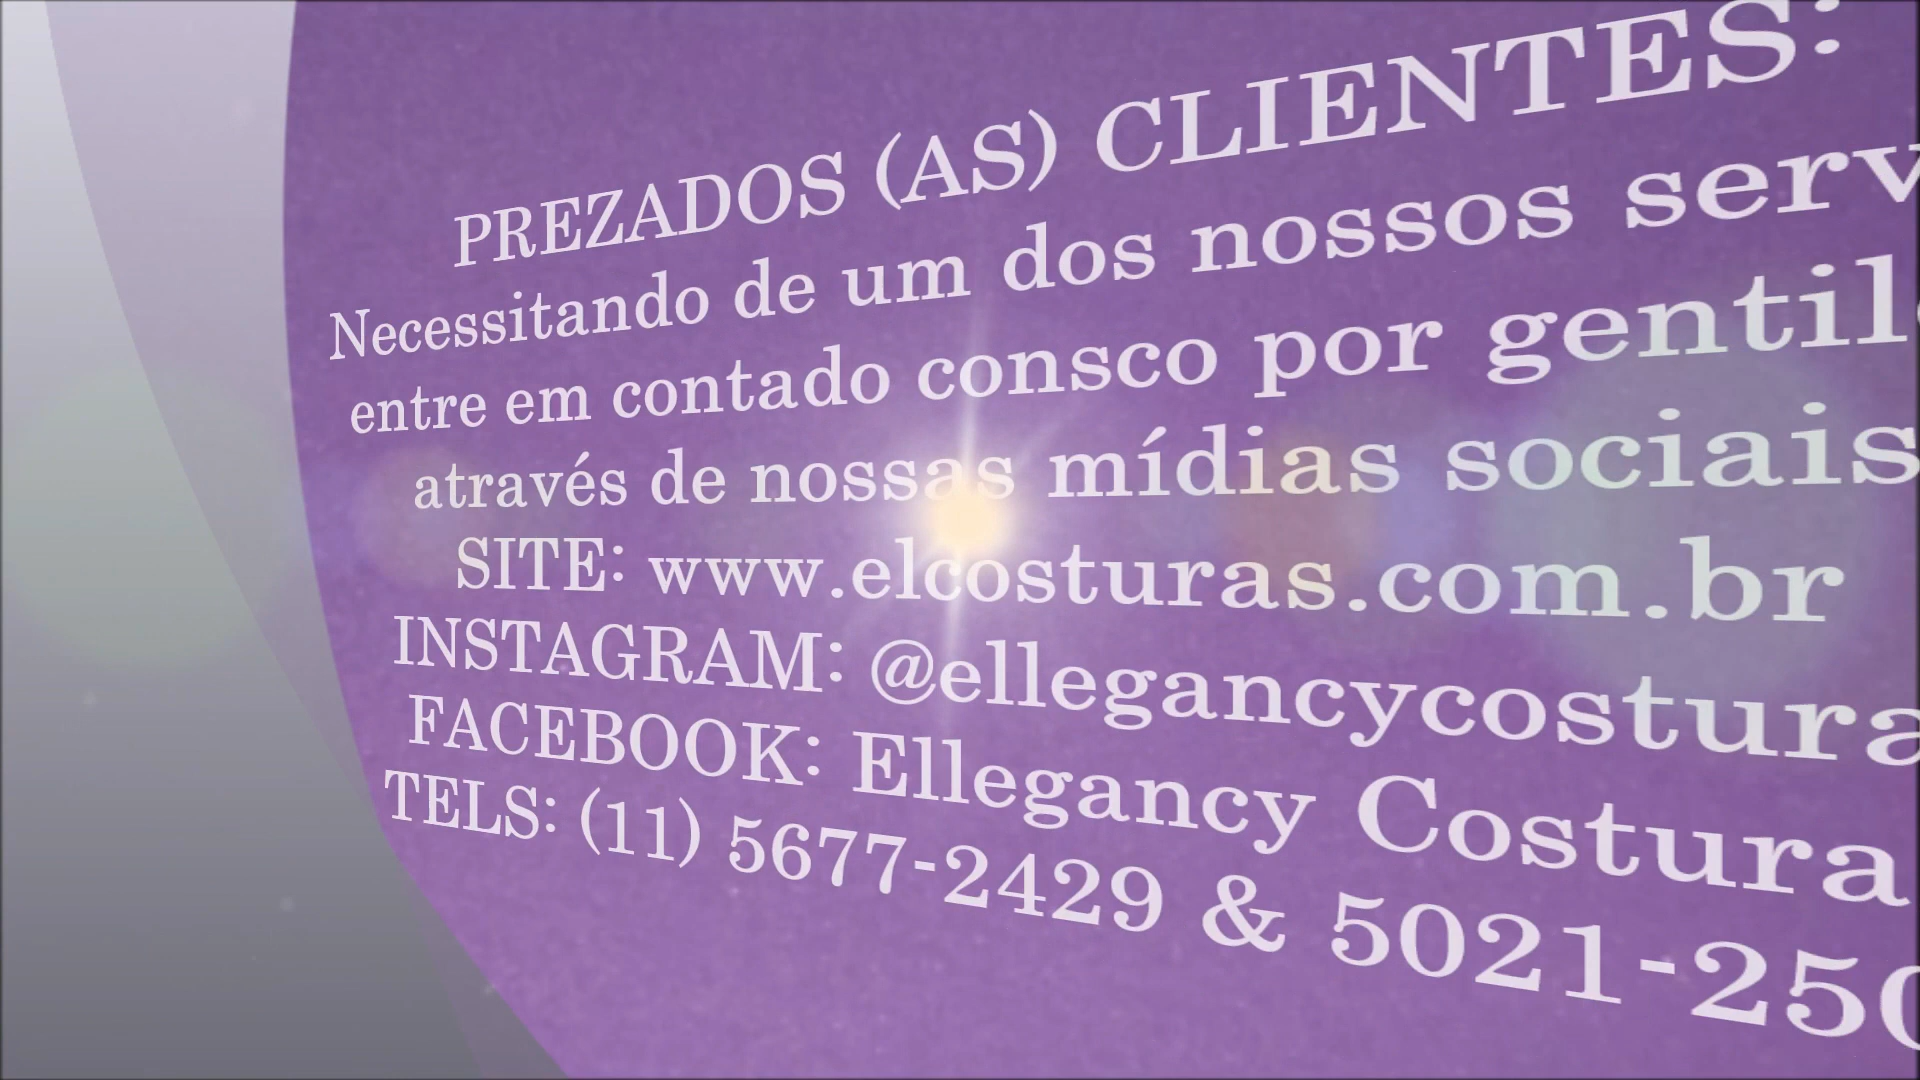 PREZADOS (AS) CLIENTES:
Necessitando de um dos nossos serv
entre em contado consco por gentil
através de nossas mídias sociais
SITE: www.elcosturas.com.br
INSTAGRAM: @ellegancycostura
FACEBOOK: Ellegancy Costura
TELS: (11) 5677-2429 & 5021-250